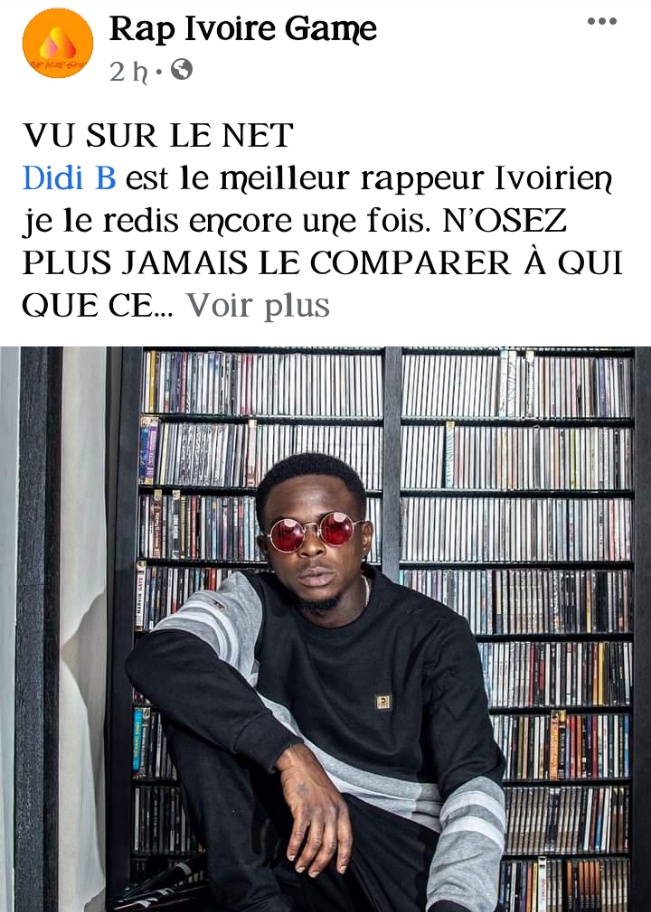 Rap Ivoire Game
2 h ·
VU SUR LE NET
Didi B est le meilleur rappeur Ivoirien
je le redis encore une fois. N'OSEZ
PLUS JAMAIS LE COMPARER À QUI
QUE CE... Voir plus